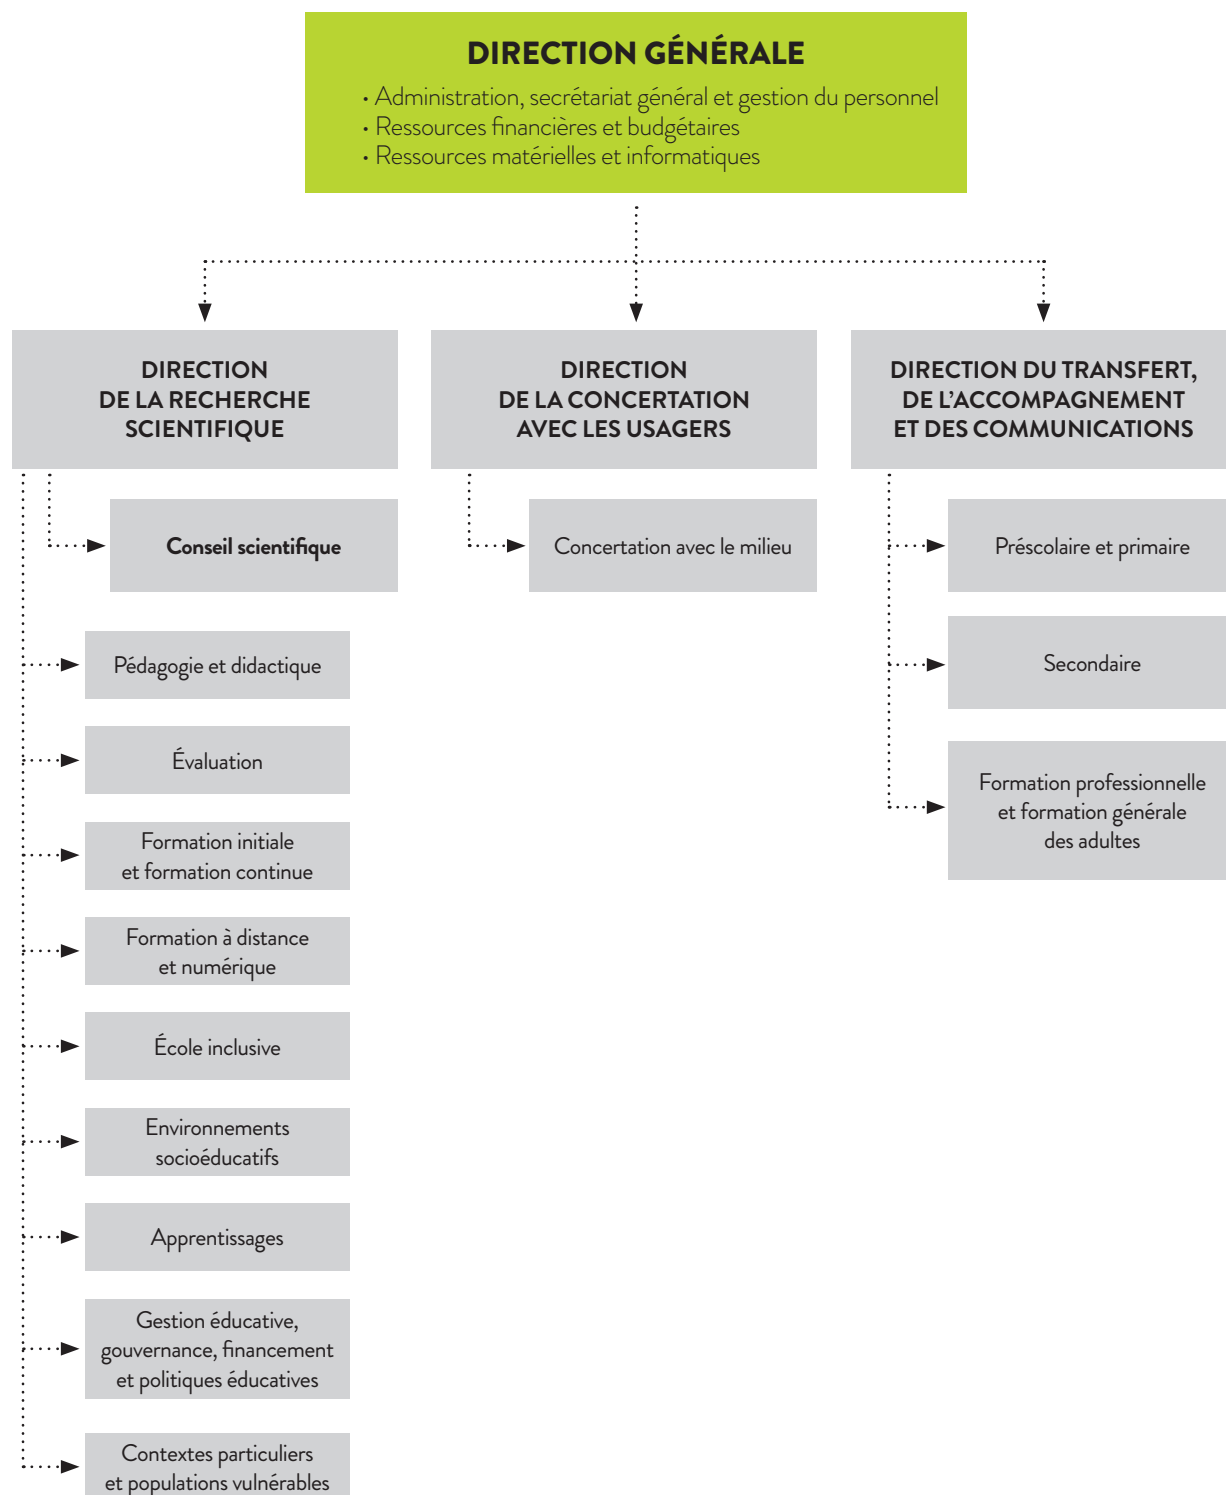 DIRECTION GÉNÉRALE
• Administration, secrétariat général et gestion du personnel
• Ressources financières et budgétaires
• Ressources matérielles et informatiques
DIRECTION
DE LA RECHERCHE
SCIENTIFIQUE
DIRECTION
DE LA CONCERTATION
AVEC LES USAGERS
DIRECTION DU TRANSFERT,
DE L’ACCOMPAGNEMENT
ET DES COMMUNICATIONS
Conseil scientifique
Pédagogie et didactique
Évaluation
Formation initiale
et formation continue
Formation à distance
et numérique
École inclusive
Environnements
socioéducatifs
Apprentissages
Gestion éducative,
gouvernance, financement
et politiques éducatives
Contextes particuliers
et populations vulnérables
Concertation avec le milieu
Préscolaire et primaire
Secondaire
Formation professionnelle
et formation générale
des adultes